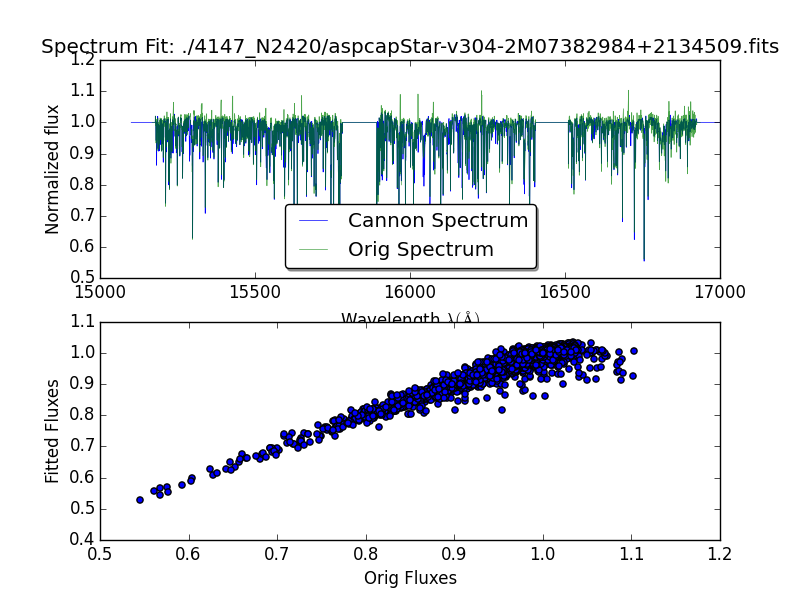 Spectrum Fit: ./4147_N2420/aspcapStar-v304-2M07382984+2134509.fits
1.2
1.1
1.0
0.9
0.8
0.7
0.6
0.5
Normalized flux
Cannon Spectrum
Orig Spectrum
15000 15500 16000 16500 17000
Wavelength λ(Å)
1.1
1.0
0.9
0.8
0.7
0.6
0.5
0.4
Fitted Fluxes
0.5 0.6 0.7 0.8 0.9 1.0 1.1 1.2
Orig Fluxes